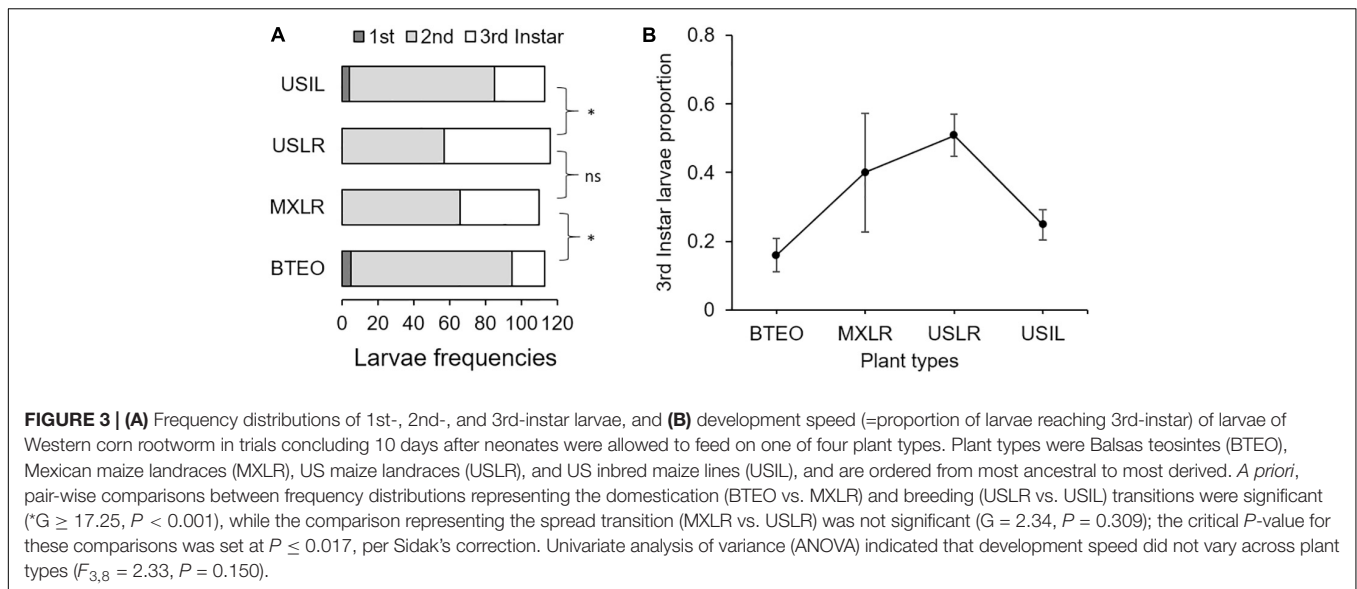 A
1st 2nd 3rd Instar
USIL
*
USLR
ns
MXLR
*
BTEO
0 20 40 60 80 100 120
Larvae frequencies
B
0.8
0.6
0.4
0.2
0
3rd Instar larvae proportion
BTEO MXLR USLR USIL
Plant types
FIGURE 3 | (A) Frequency distributions of 1st-, 2nd-, and 3rd-instar larvae, and (B) development speed (=proportion of larvae reaching 3rd-instar) of larvae of
Western corn rootworm in trials concluding 10 days after neonates were allowed to feed on one of four plant types. Plant types were Balsas teosintes (BTEO),
Mexican maize landraces (MXLR), US maize landraces (USLR), and US inbred maize lines (USIL), and are ordered from most ancestral to most derived. A priori,
pair-wise comparisons between frequency distributions representing the domestication (BTEO vs. MXLR) and breeding (USLR vs. USIL) transitions were significant
(*G ≥ 17.25, P < 0.001), while the comparison representing the spread transition (MXLR vs. USLR) was not significant (G = 2.34, P = 0.309); the critical P-value for
these comparisons was set at P ≤ 0.017, per Sidak's correction. Univariate analysis of variance (ANOVA) indicated that development speed did not vary across plant
types (F3,8 = 2.33, P = 0.150).